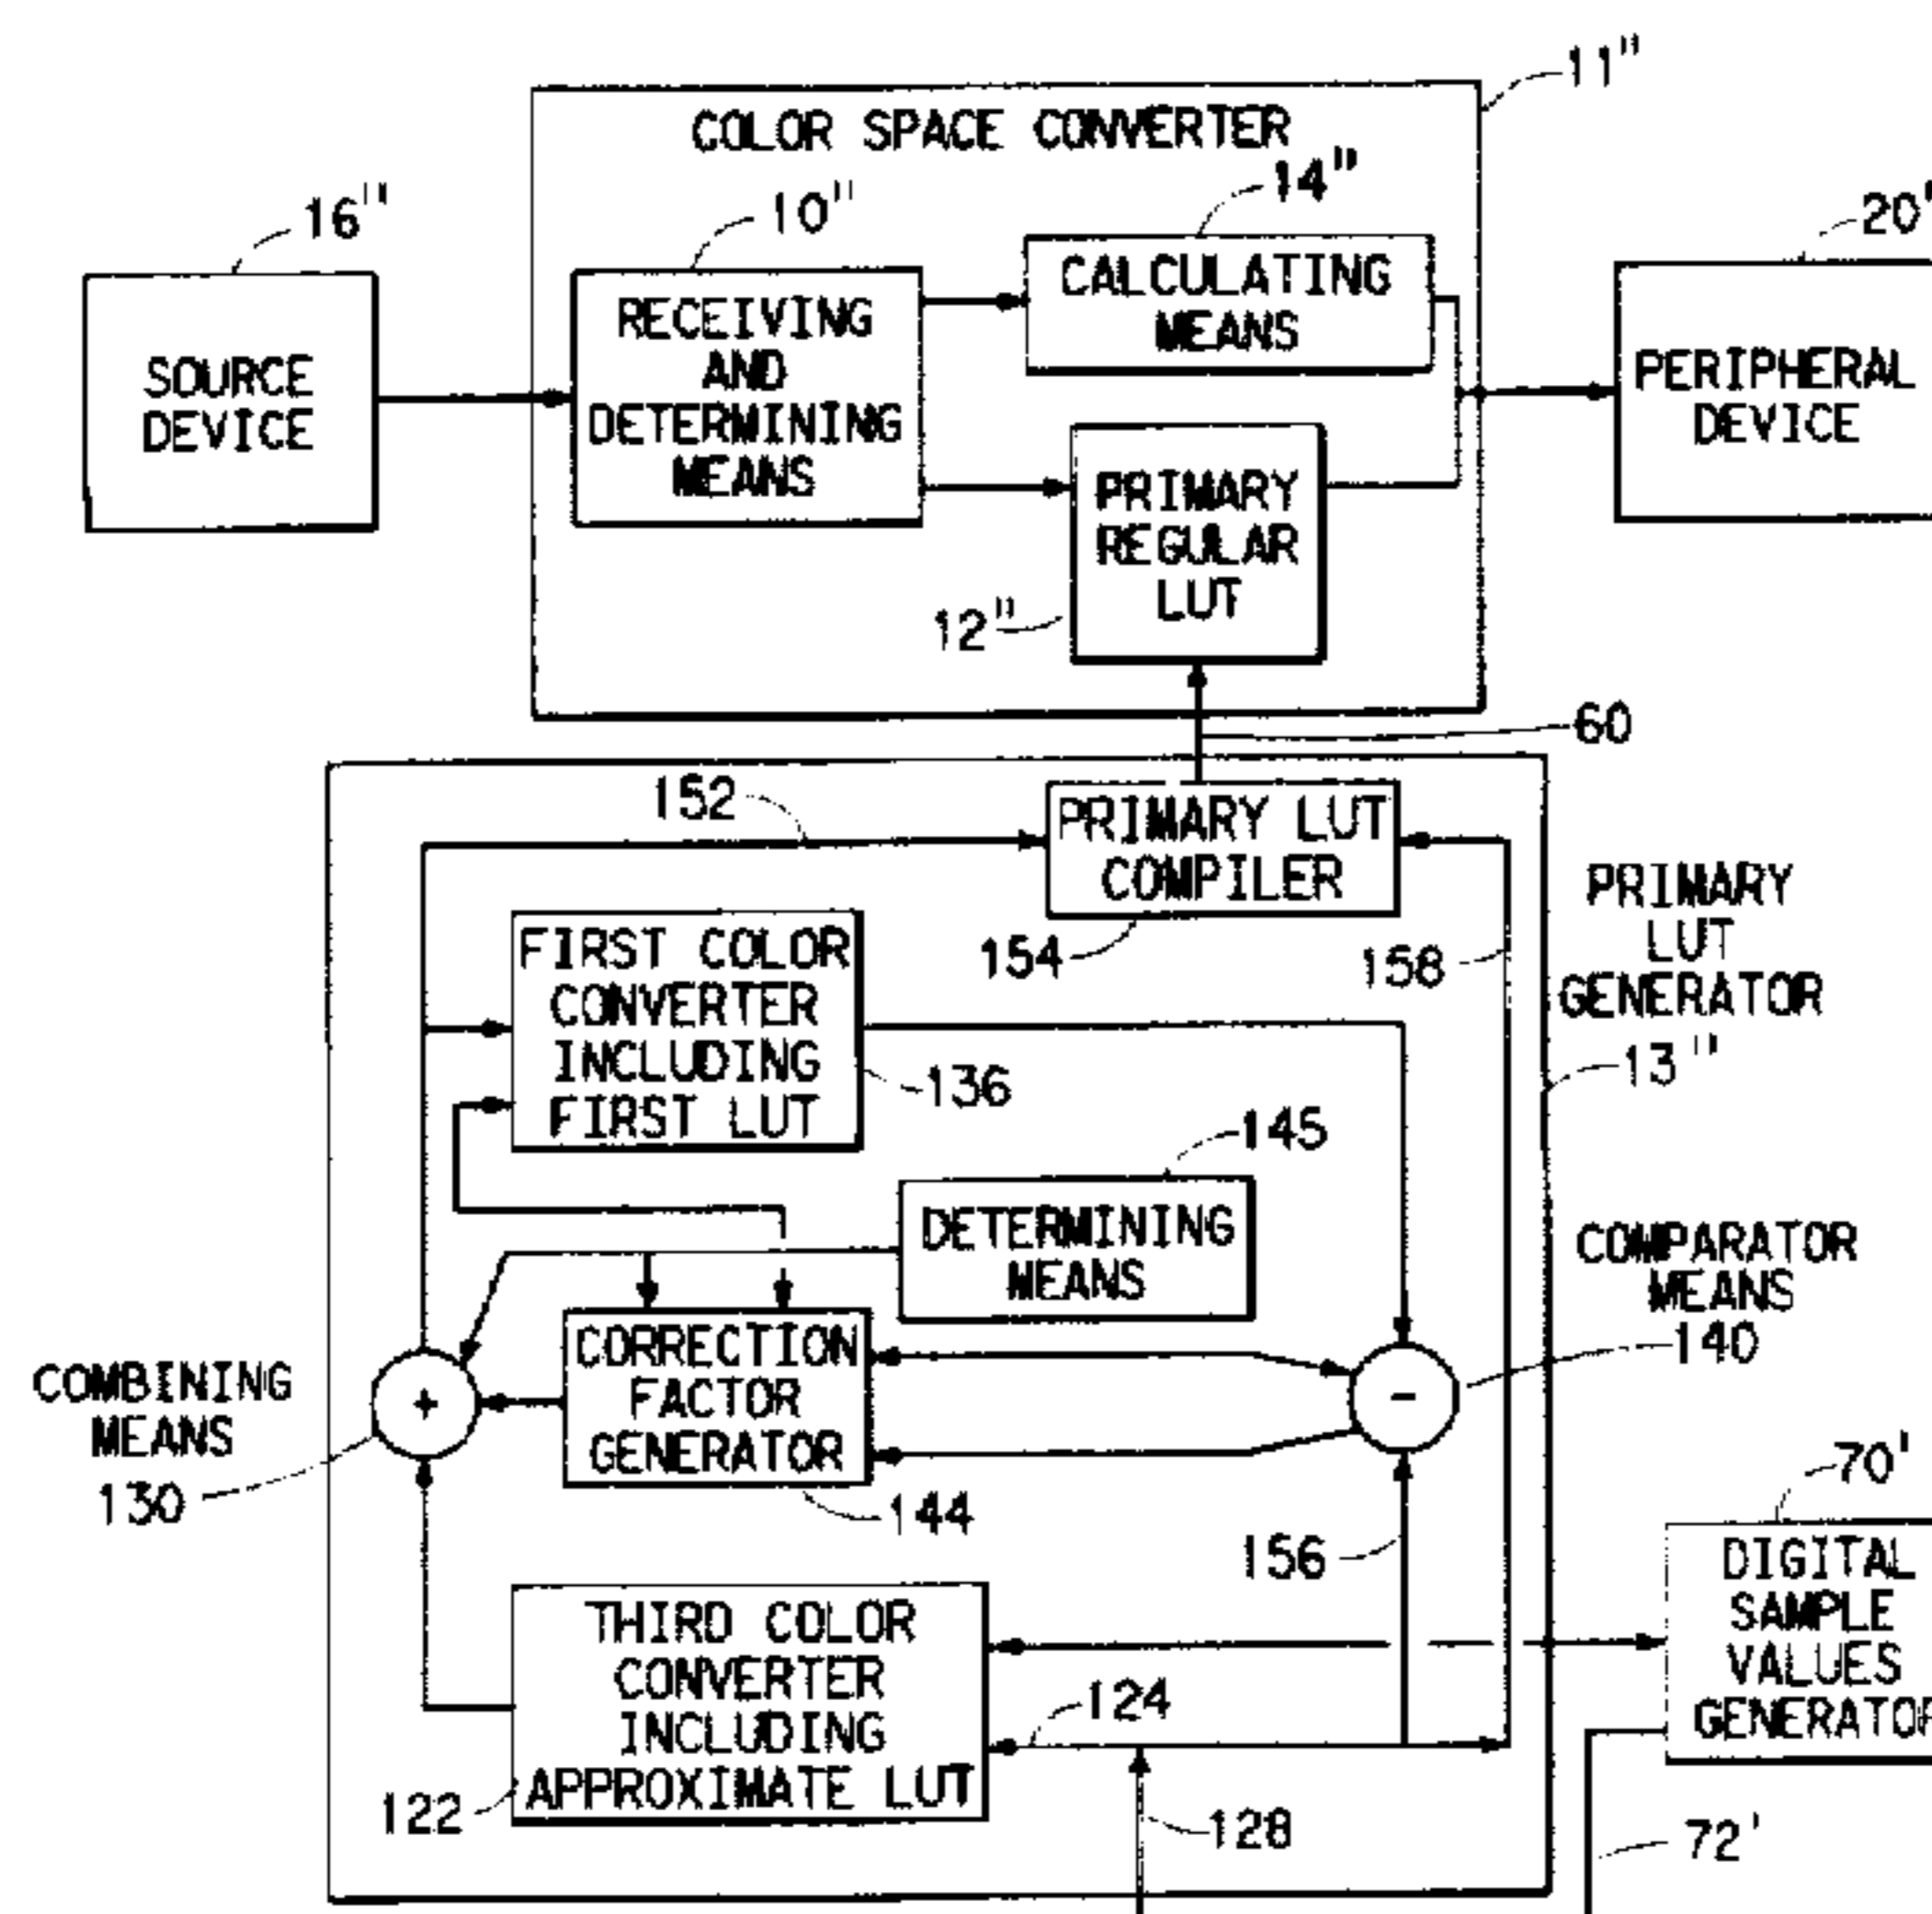 11"
COLOR SPACE CONVERTER
16"
10"
14"
20"
SOURCE
DEVICE
RECEIVING
AND
DETERMINING
MEANS
CALCULATING
MEANS
PERIPHERAL
DEVICE
PRIMARY
REGULAR
LUT
12"
60
152
PRIMARY LUT
COMPILER
154
158
PRIMARY
LUT
GENERATOR
13"
FIRST COLOR
CONVERTER
INCLUDING
FIRST LUT
136
145
DETERMINING
MEANS
COMPARATOR
MEANS
140
COMBINING
MEANS
130
+
CORRECTION
FACTOR
GENERATOR
144
-
156
70'
DIGITAL
SAMPLE
VALUES
GENERATOR
THIRD COLOR
CONVERTER
INCLUDING
APPROXIMATE LUT
122
124
128
72'